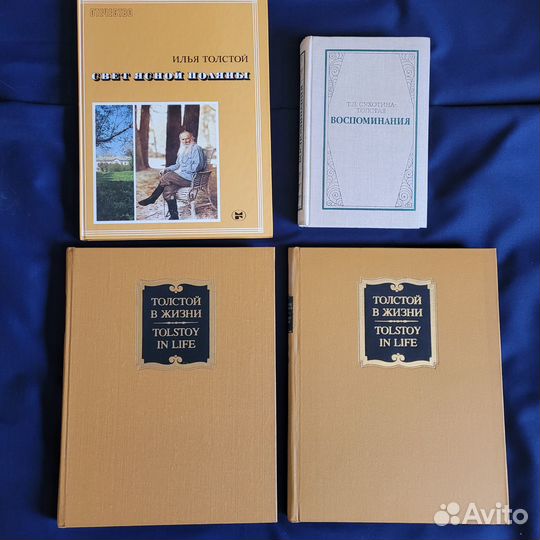 ОТЕЧЕСТВО
ИЛЬЯ ТОЛСТОЙ
СВЕТ ЯСНОЙ ПОЛЯНЫ
Т.Л. СУХОТИНА-
ТОЛСТАЯ
ВОСПОМИНАНИЯ
ТОЛСТОЙ
В ЖИЗНИ
TOLSTOY
IN LIFE
ТОЛСТОЙ
В ЖИЗНИ
TOLSTOY
IN LIFE
Avito